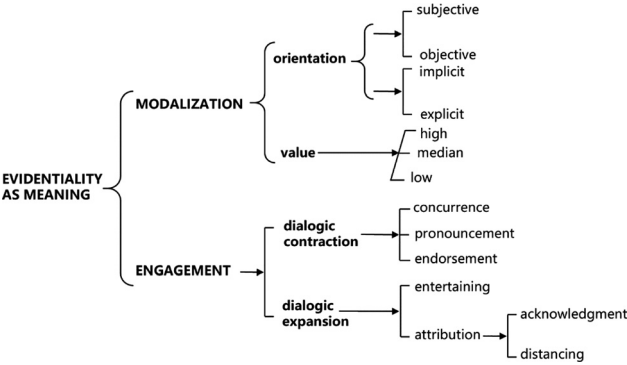 subjective
orientation
objective
implicit
MODALIZATION
explicit
high
value
median
low
EVIDENTIALITY
AS MEANING
dialogic
contraction
concurrence
pronouncement
endorsement
ENGAGEMENT
dialogic
expansion
entertaining
attribution
acknowledgment
distancing